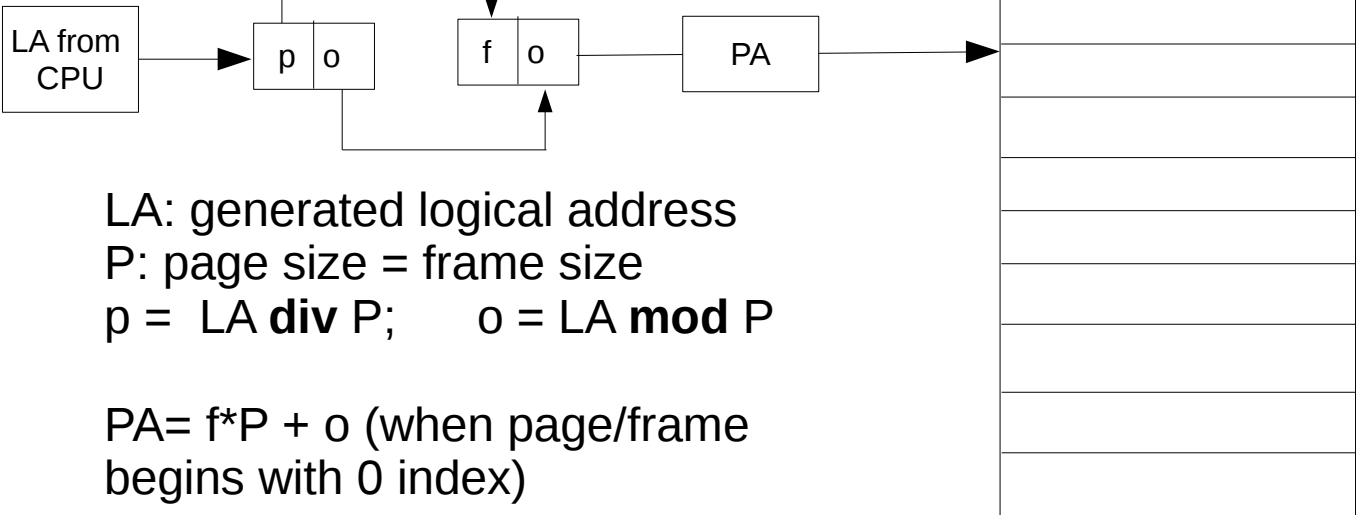 LA from
CPU
p o
f o
PA
LA: generated logical address
P: page size = frame size
p = LA div P; o = LA mod P
PA= f*P + o (when page/frame
begins with 0 index)